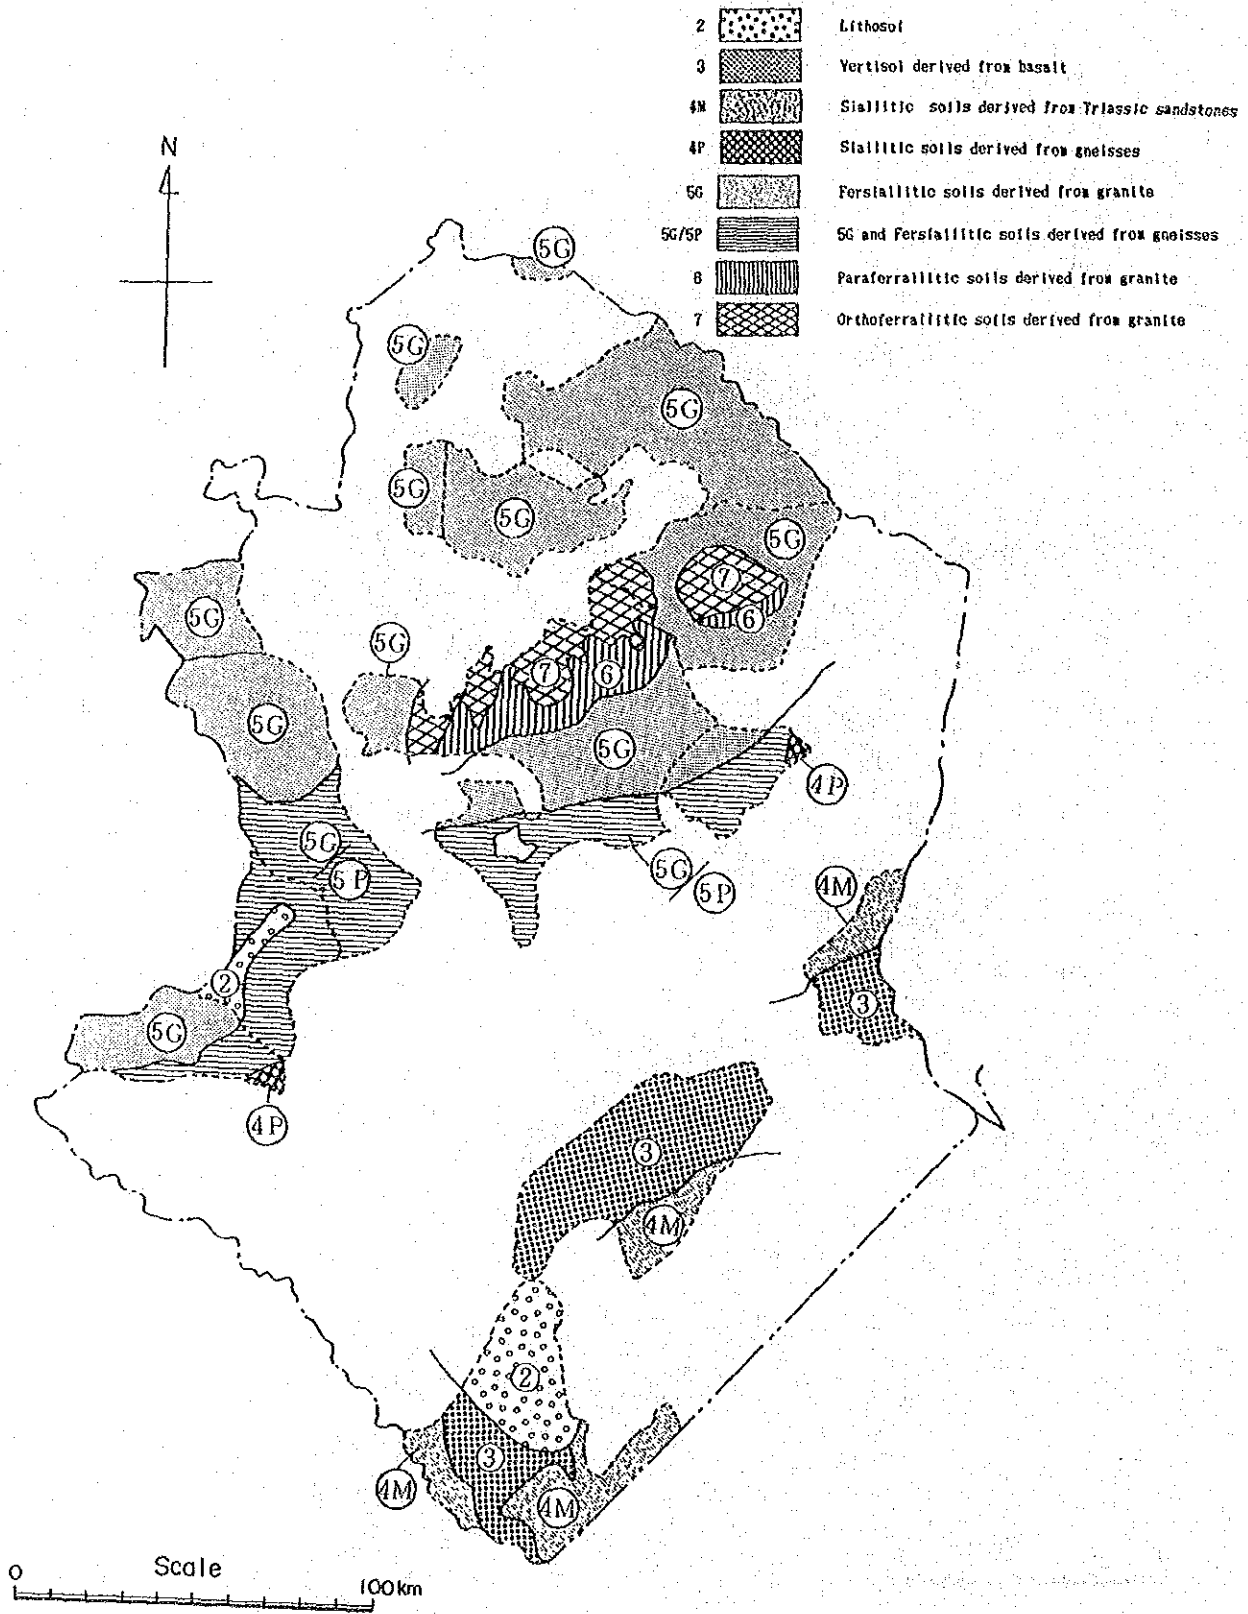 2 Lithosol
3 Vertisol derived from basalt
4M Siallitic soils derived from Triassic sandstones
4P Siallitic soils derived from gneisses
5G Fersiallitic soils derived from granite
5G/5P 5G and Fersiallitic soils derived from gneisses
6 Paraferrallitic soils derived from granite
7 Orthoferrallitic soils derived from granite
N
5G
5G
5G
5G
5G
5G
7
6
5G
5G
7
6
5G
5G
4P
5G
5P
5G
5P
4M
2
3
5G
4P
3
4M
2
3
4M
4M
Scale
0 100km